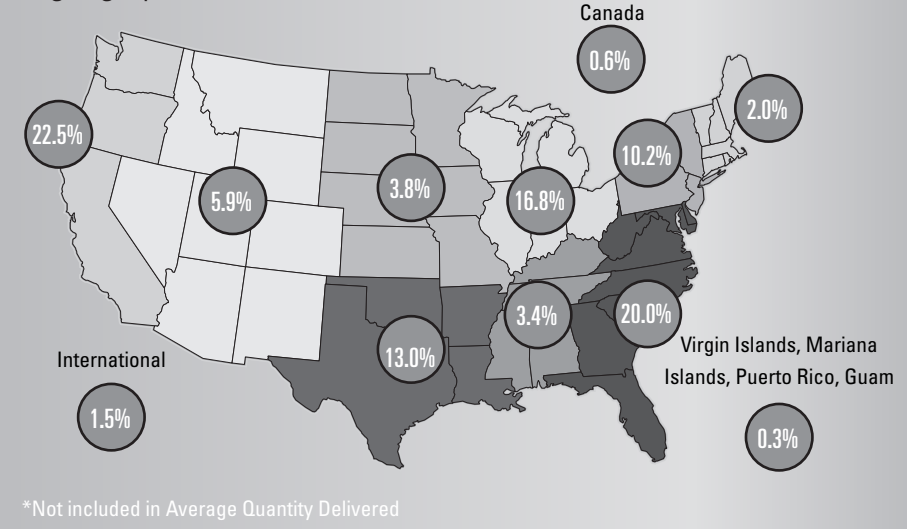 Canada
0.6%
2.0%
22.5%
10.2%
5.9%
3.8%
16.8%
3.4%
20.0%
13.0%
Virgin Islands, Mariana
Islands, Puerto Rico, Guam
0.3%
International
1.5%
*Not included in Average Quantity Delivered